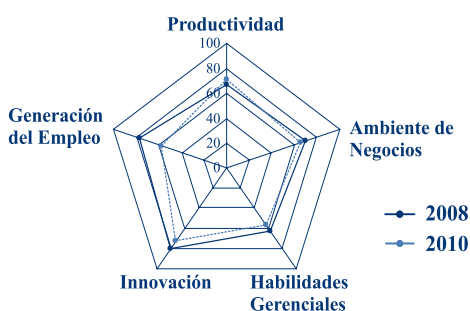 Productividad
100
80
60
40
20
0
Generación
del Empleo
Ambiente de
Negocios
2008
2010
Innovación
Habilidades
Gerenciales